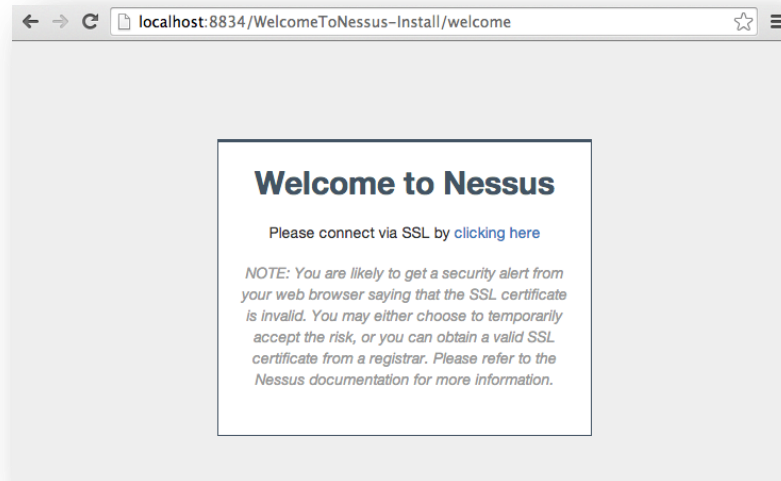 localhost:8834/WelcomeToNessus-Install/welcome
Welcome to Nessus
Please connect via SSL by clicking here
NOTE: You are likely to get a security alert from
your web browser saying that the SSL certificate
is invalid. You may either choose to temporarily
accept the risk, or you can obtain a valid SSL
certificate from a registrar. Please refer to the
Nessus documentation for more information.